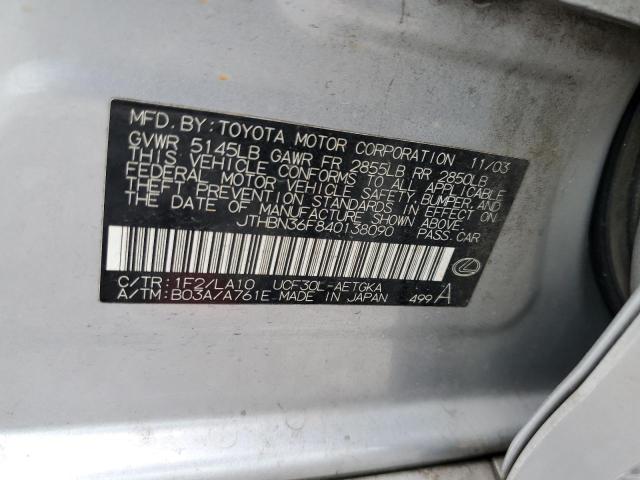 MFD. BY: TOYOTA MOTOR CORPORATION 11/03
GVWR 5145LB GAWR FR 2855LB RR 2850LB
THIS VEHICLE CONFORMS TO ALL APPLICABLE
FEDERAL MOTOR VEHICLE SAFETY, BUMPER, AND
THEFT PREVENTION STANDARDS IN EFFECT ON
THE DATE OF MANUFACTURE SHOWN ABOVE.
JTHBN36F840138090 PASS. CAR
C/TR: 1F2/LA10 UCF30L-AETGKA
A/TM: B03A/A761E MADE IN JAPAN 499 A